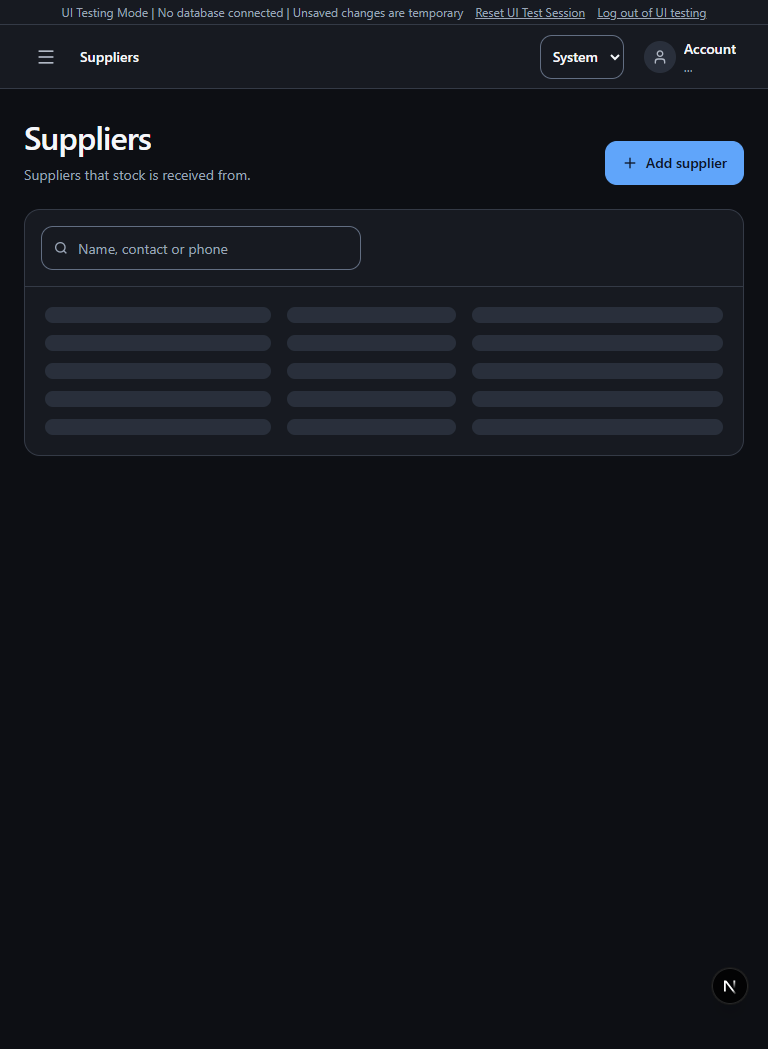 UI Testing Mode | No database connected | Unsaved changes are temporary Reset UI Test Session Log out of UI testing
Suppliers
System
Account
...
Suppliers
Suppliers that stock is received from.
Add supplier
Name, contact or phone
N